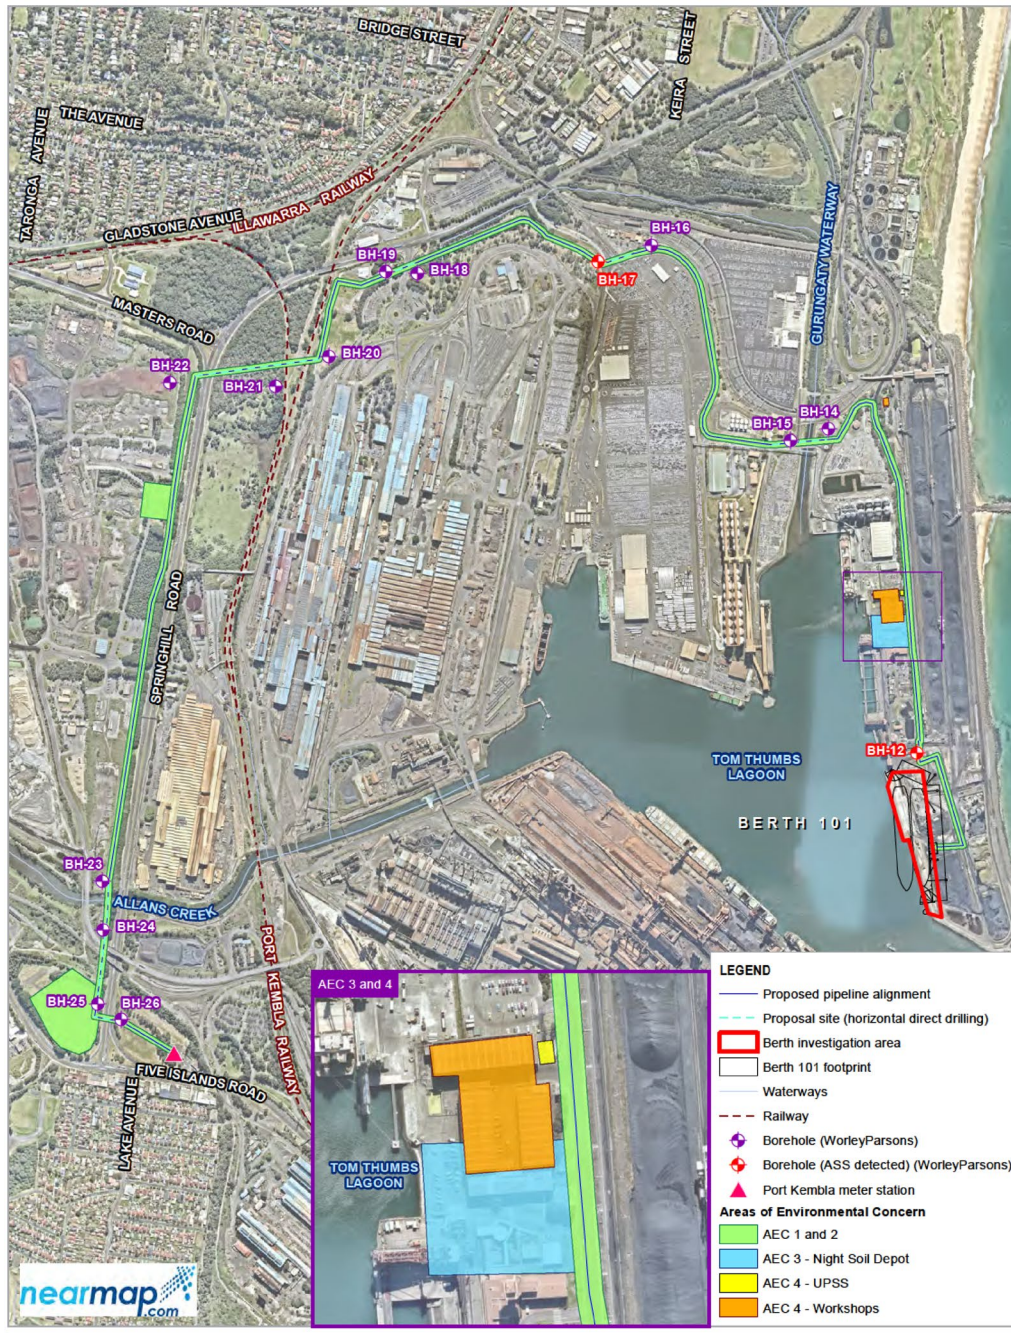 BRIDGE STREET
KEIRA STREET
THE AVENUE
TARONGA AVENUE
GLADSTONE AVENUE
ILLAWARRA - RAILWAY
GURUNGATY WATERWAY
BH-16
BH-19
BH-18
BH-17
MASTERS ROAD
BH-20
BH-22
BH-21
BH-14
BH-15
SPRINGHILL ROAD
BH-12
TOM THUMBS
LAGOON
BERTH 101
BH-23
ALLANS CREEK
BH-24
PORT KEMBLA RAILWAY
BH-25
BH-26
FIVE ISLANDS ROAD
LAKE AVENUE
AEC 3 and 4
TOM THUMBS
LAGOON
LEGEND
Proposed pipeline alignment
Proposal site (horizontal direct drilling)
Berth investigation area
Berth 101 footprint
Waterways
Railway
Borehole (WorleyParsons)
Borehole (ASS detected) (WorleyParsons)
Port Kembla meter station
Areas of Environmental Concern
AEC 1 and 2
AEC 3 - Night Soil Depot
AEC 4 - UPSS
AEC 4 - Workshops
nearmap
.com